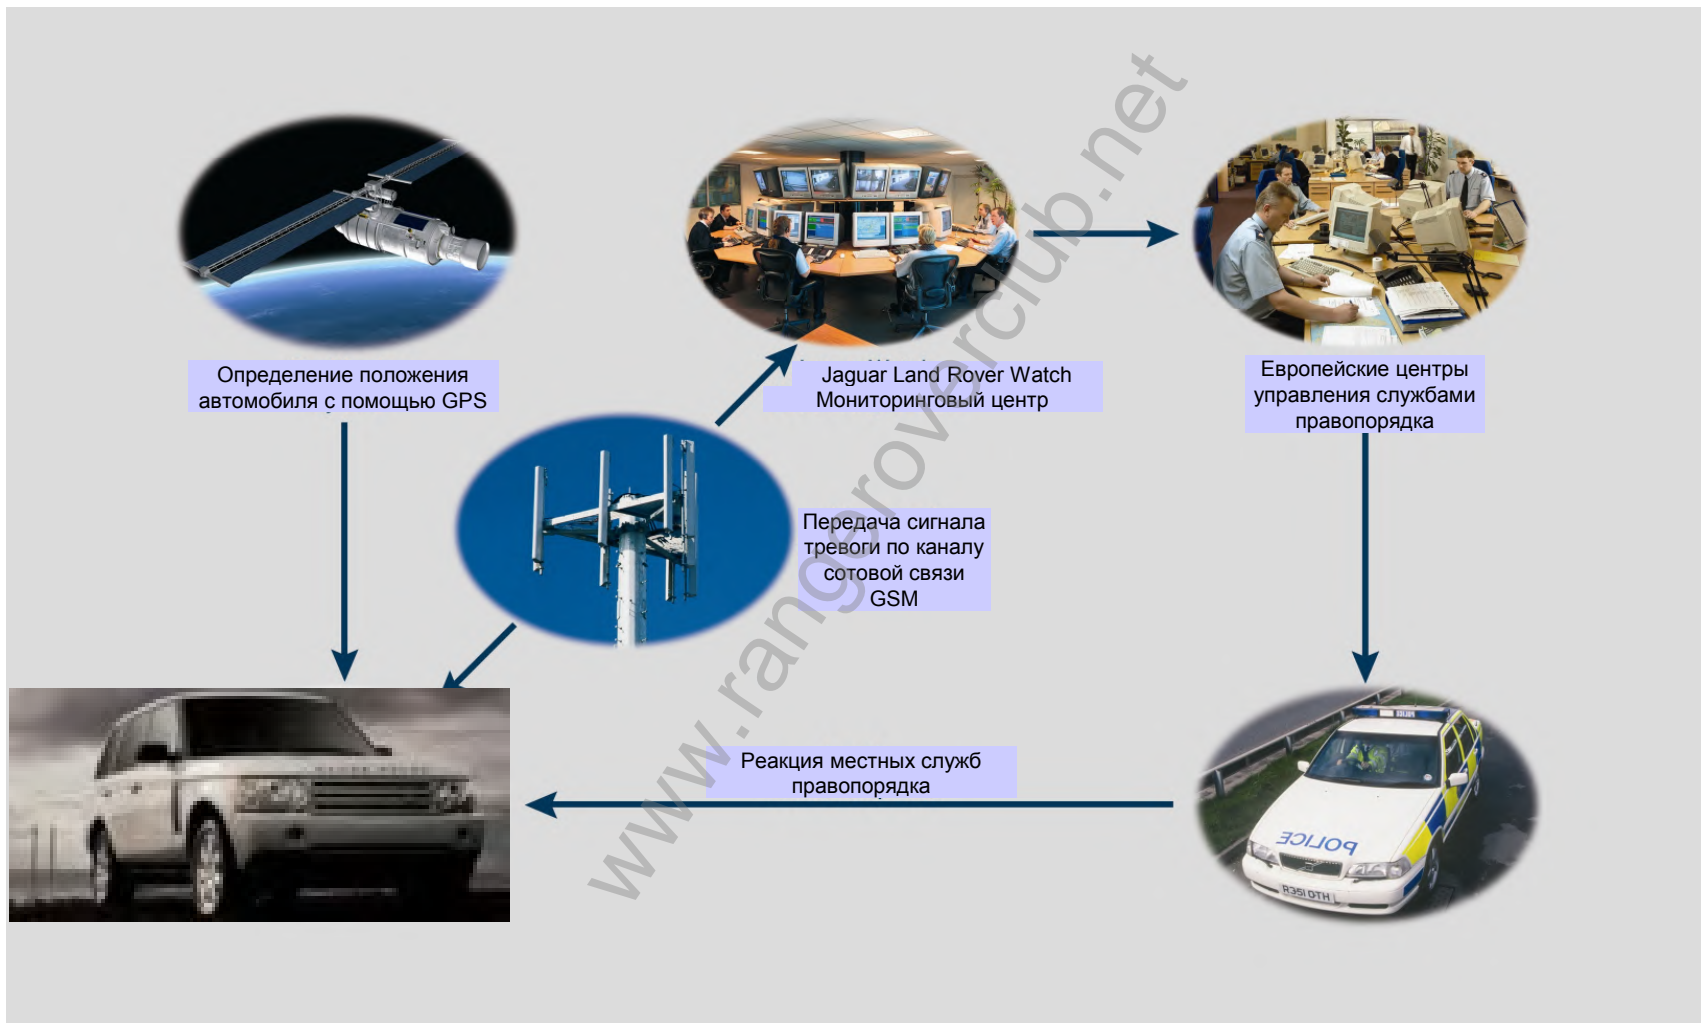 Определение положения
автомобиля с помощью GPS
Jaguar Land Rover Watch
Мониторинговый центр
Европейские центры
управления службами
правопорядка
Передача сигнала
тревоги по каналу
сотовой связи
GSM
Реакция местных служб
правопорядка
www.rangeroverclub.net
POLICE
POLICE
R351 OTH